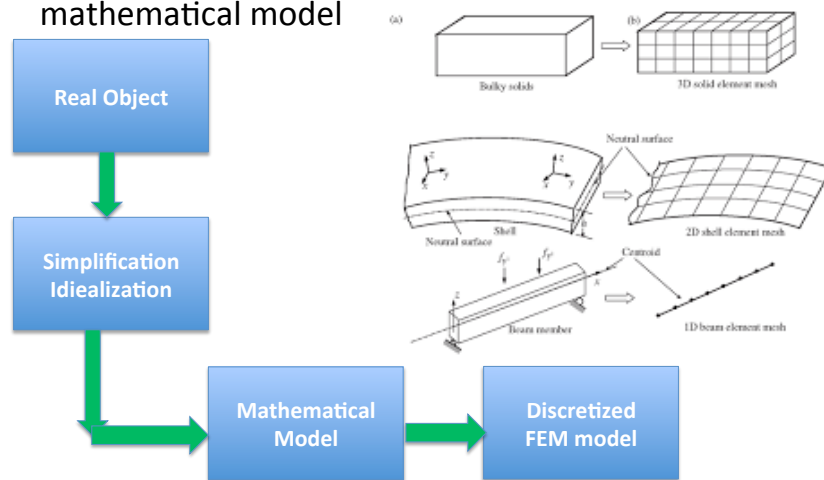 mathematical model
Real Object
Simplification
Idiealization
Mathematical
Model
Discretized
FEM model
(a)
(b)
Bulky solids
3D solid element mesh
z
y
x
z
y
x
Neutral surface
h
Shell
Neutral surface
2D shell element mesh
Centroid
z
x
Beam member
1D beam element mesh